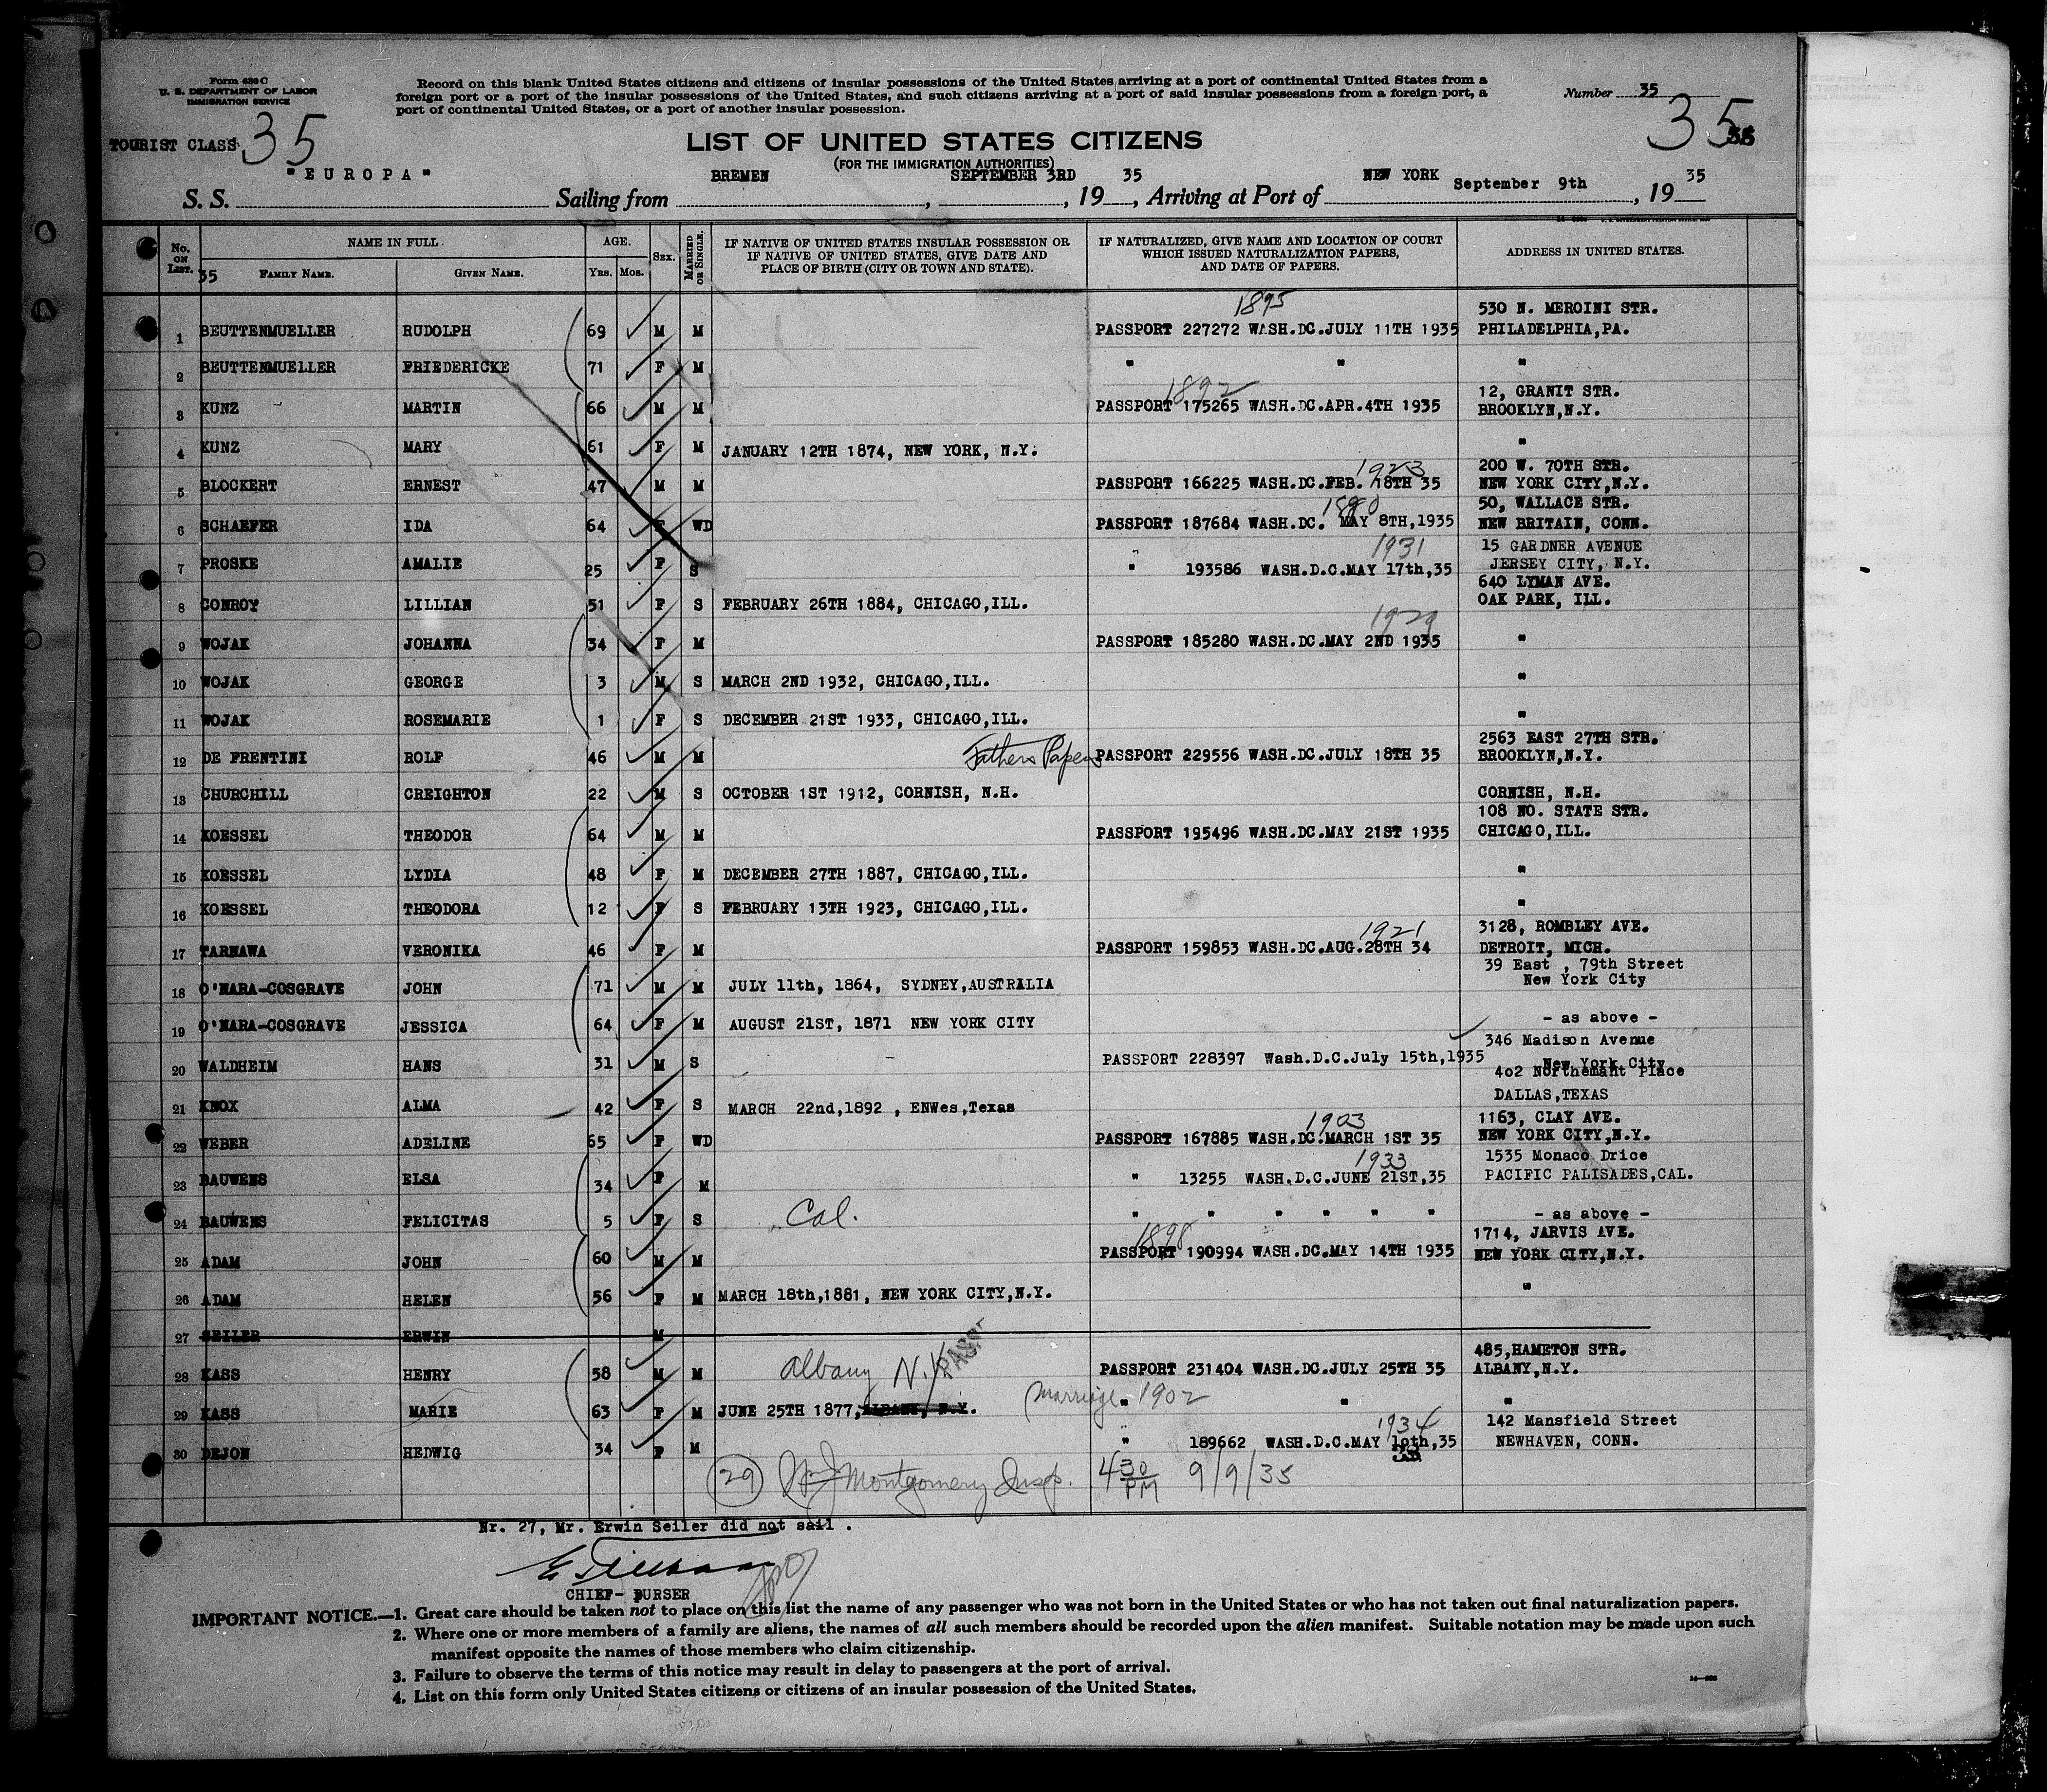 Form 630 C
U. S. DEPARTMENT OF LABOR
IMMIGRATION SERVICE
Record on this blank United States citizens and citizens of insular possessions of the United States arriving at a port of continental United States from a
foreign port or a port of the insular possessions of the United States, and such citizens arriving at a port of said insular possessions from a foreign port, a
port of continental United States, or a port of another insular possession.
Number 35
35
TOURIST CLASS 35
LIST OF UNITED STATES CITIZENS
(FOR THE IMMIGRATION AUTHORITIES)
S. S. "EUROPA" Sailing from BREMEN, SEPTEMBER 3RD, 19 35, Arriving at Port of NEW YORK September 9th, 19 35
No. ON LIST. NAME IN FULL AGE. SEX. MARRIED OR SINGLE. IF NATIVE OF UNITED STATES INSULAR POSSESSION OR IF NATIVE OF UNITED STATES, GIVE DATE AND PLACE OF BIRTH (CITY OR TOWN AND STATE). IF NATURALIZED, GIVE NAME AND LOCATION OF COURT WHICH ISSUED NATURALIZATION PAPERS, AND DATE OF PAPERS. ADDRESS IN UNITED STATES.
35 FAMILY NAME. GIVEN NAME. YRS. MOS.
1895 530 N. MEROINI STR.
1 BEUTTENMUELLER RUDOLPH 69 M M PASSPORT 227272 WASH.DC.JULY 11TH 1935 PHILADELPHIA,PA.
2 BEUTTENMUELLER FRIEDERICKE 71 F M " " "
1892 12, GRANIT STR.
3 KUNZ MARTIN 66 M M PASSPORT 175265 WASH.DC.APR.4TH 1935 BROOKLYN,N.Y.
4 KUNZ MARY 61 F M JANUARY 12TH 1874, NEW YORK, N.Y. "
1923 200 W. 70TH STR.
5 BLOCKERT ERNEST 47 M M PASSPORT 166225 WASH.DC.FEB. 18TH 35 NEW YORK CITY,N.Y.
50, WALLACE STR.
6 SCHAEFER IDA 64 F WD PASSPORT 187684 WASH.DC. MAY 8TH,1935 NEW BRITAIN, CONN.
1931 15 GARDNER AVENUE
7 PROSKE AMALIE 25 F S " 193586 WASH.D.C.MAY 17th,35 JERSEY CITY, N.Y.
640 LYMAN AVE.
8 CONROY LILLIAN 51 F S FEBRUARY 26TH 1884, CHICAGO,ILL. OAK PARK, ILL.
1929
9 WOJAK JOHANNA 34 F M PASSPORT 185280 WASH.DC.MAY 2ND 1935 "
10 WOJAK GEORGE 3 M S MARCH 2ND 1932, CHICAGO,ILL. "
11 WOJAK ROSEMARIE 1 F S DECEMBER 21ST 1933, CHICAGO,ILL. "
2563 EAST 27TH STR.
12 DE FRENTINI ROLF 46 M M Fathers Papers PASSPORT 229556 WASH.DC.JULY 18TH 35 BROOKLYN,N.Y.
13 CHURCHILL CREIGHTON 22 M S OCTOBER 1ST 1912, CORNISH, N.H. CORNISH, N.H.
108 NO. STATE STR.
14 KOESSEL THEODOR 64 M M PASSPORT 195496 WASH.DC.MAY 21ST 1935 CHICAGO,ILL.
15 KOESSEL LYDIA 48 F M DECEMBER 27TH 1887, CHICAGO,ILL. "
16 KOESSEL THEODORA 12 F S FEBRUARY 13TH 1923, CHICAGO,ILL. "
1921 3128, ROMBLEY AVE.
17 TARNAWA VERONIKA 46 F M PASSPORT 159853 WASH.DC.AUG.28TH 34 DETROIT, MICH.
39 East , 79th Street
18 O'HARA-COSGRAVE JOHN 71 M M JULY 11th, 1864, SYDNEY,AUSTRALIA New York City
19 O'HARA-COSGRAVE JESSICA 64 F M AUGUST 21ST, 1871 NEW YORK CITY - as above -
346 Madison Avenue
20 WALDHEIM HANS 31 M S PASSPORT 228397 Wash.D.C.July 15th,1935 New York City
402 Northemant Place
21 KNOX ALMA 42 F S MARCH 22nd,1892 , ENWes,Texas DALLAS,TEXAS
1903 1163, CLAY AVE.
22 WEBER ADELINE 65 F WD PASSPORT 167885 WASH.DC.MARCH 1ST 35 NEW YORK CITY,N.Y.
1933 1535 Monaco Drice
23 BAUWENS ELSA 34 F M " 13255 WASH.D.C.JUNE 21ST,35 PACIFIC PALISADES,CAL.
24 BAUWENS FELICITAS 5 F S Cal. " " " " " " - as above -
1898 1714, JARVIS AVE.
25 ADAM JOHN 60 M M PASSPORT 190994 WASH.DC.MAY 14TH 1935 NEW YORK CITY,N.Y.
26 ADAM HELEN 56 F M MARCH 18th,1881, NEW YORK CITY,N.Y. "
27 SEILER ERWIN M
485,HAMETON STR.
28 KASS HENRY 58 M M Albany N.Y. PASSPORT 231404 WASH.DC.JULY 25TH 35 ALBANY,N.Y.
29 KASS MARIE 63 F M JUNE 25TH 1877, ALBANY, N.Y. Marriage 1902 " " "
1934 142 Mansfield Street
30 DEJON HEDWIG 34 F M " 189662 WASH.D.C.MAY 10th,35 NEWHAVEN, CONN.
29 Montgomery Insp. 4 30 PM 9/9/35
Nr. 27, Mr. Erwin Seiler did not sail .
CHIEF- PURSER
IMPORTANT NOTICE.—1. Great care should be taken not to place on this list the name of any passenger who was not born in the United States or who has not taken out final naturalization papers.
2. Where one or more members of a family are aliens, the names of all such members should be recorded upon the alien manifest. Suitable notation may be made upon such
manifest opposite the names of those members who claim citizenship.
3. Failure to observe the terms of this notice may result in delay to passengers at the port of arrival.
4. List on this form only United States citizens or citizens of an insular possession of the United States.